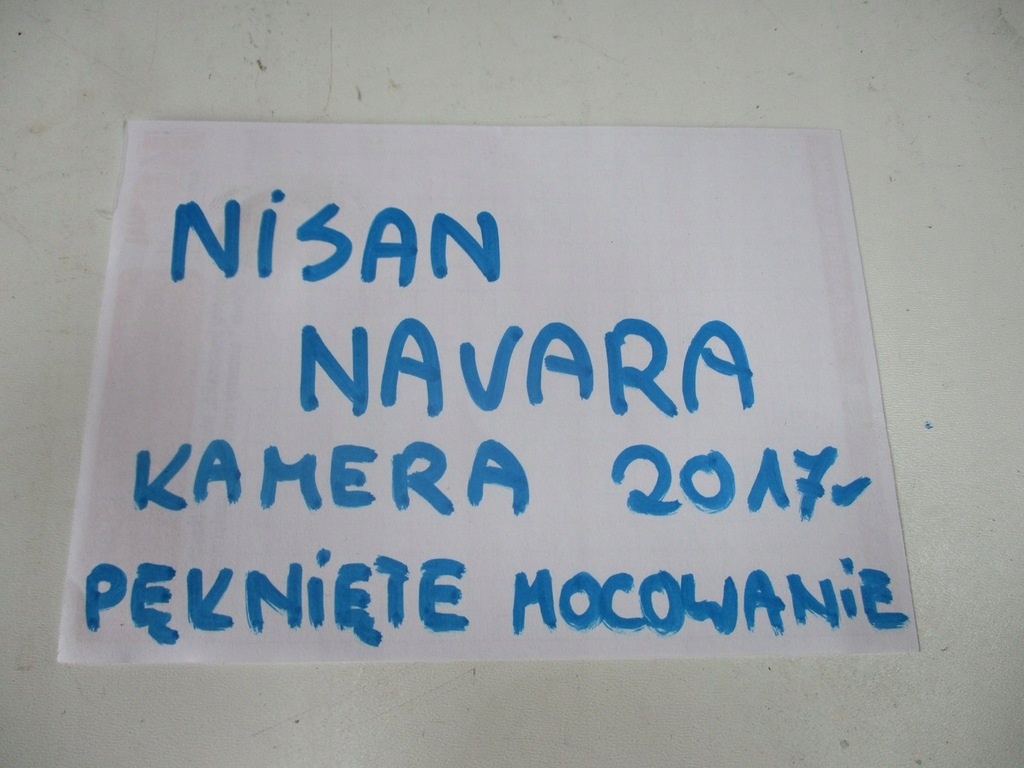 NiSAN
NAVARA
KAMERA 2017-
PĘKNIĘTE MOCOWANiE